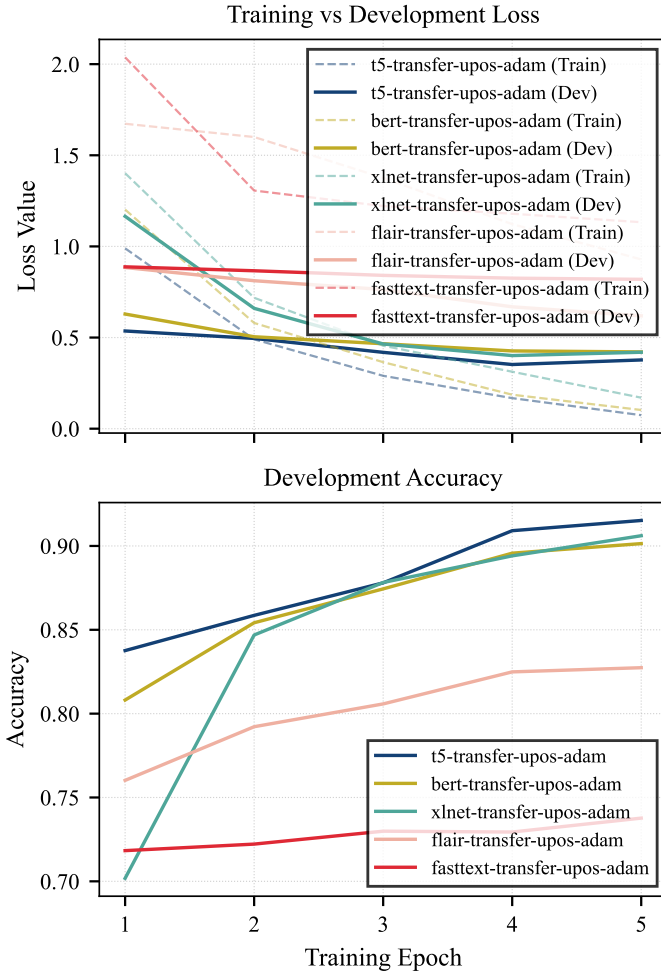 Training vs Development Loss
2.0
1.5
1.0
0.5
0.0
Loss Value
t5-transfer-upos-adam (Train)
t5-transfer-upos-adam (Dev)
bert-transfer-upos-adam (Train)
bert-transfer-upos-adam (Dev)
xlnet-transfer-upos-adam (Train)
xlnet-transfer-upos-adam (Dev)
flair-transfer-upos-adam (Train)
flair-transfer-upos-adam (Dev)
fasttext-transfer-upos-adam (Train)
fasttext-transfer-upos-adam (Dev)
Development Accuracy
0.90
0.85
0.80
0.75
0.70
Accuracy
t5-transfer-upos-adam
bert-transfer-upos-adam
xlnet-transfer-upos-adam
flair-transfer-upos-adam
fasttext-transfer-upos-adam
1 2 3 4 5
Training Epoch